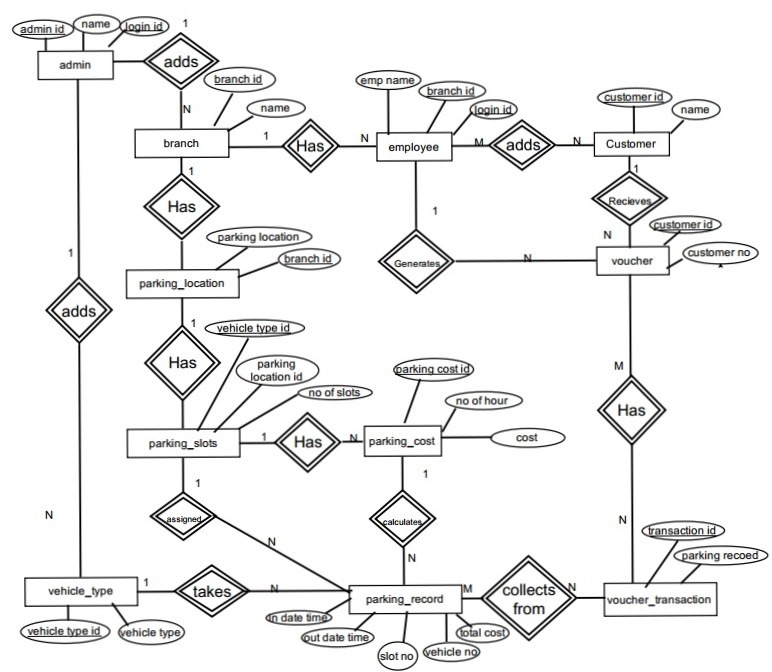 1
admin id
name
login id
admin
adds
branch id
name
N
branch
1
Has
N
emp name
branch id
login id
employee
M
adds
N
customer id
name
Customer
1
Recieves
N
customer id
customer no
voucher
1
Has
parking location
branch id
parking_location
1
Generates
N
1
adds
N
1
Has
vehicle type id
parking
location id
no of slots
parking_slots
1
Has
N
parking cost id
no of hour
cost
parking_cost
M
Has
N
1
assigned
N
1
calculates
N
transaction id
parking recoed
voucher_transaction
vehicle_type
vehicle type id
vehicle type
1
takes
N
parking_record
in date time
out date time
slot no
vehicle no
total cost
M
collects
from
N